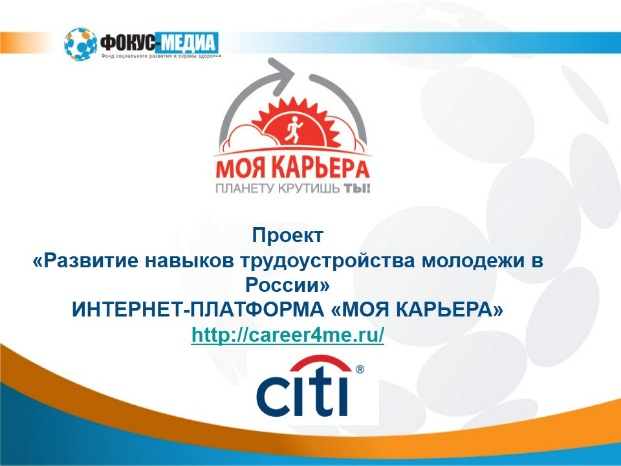 ФОКУС-МЕДИА
Фонд социального развития и охраны здоровья
МОЯ КАРЬЕРА
ПЛАНЕТУ КРУТИШЬ ТЫ!
Проект
«Развитие навыков трудоустройства молодежи в
России»
ИНТЕРНЕТ-ПЛАТФОРМА «МОЯ КАРЬЕРА»
http://career4me.ru/
citi®